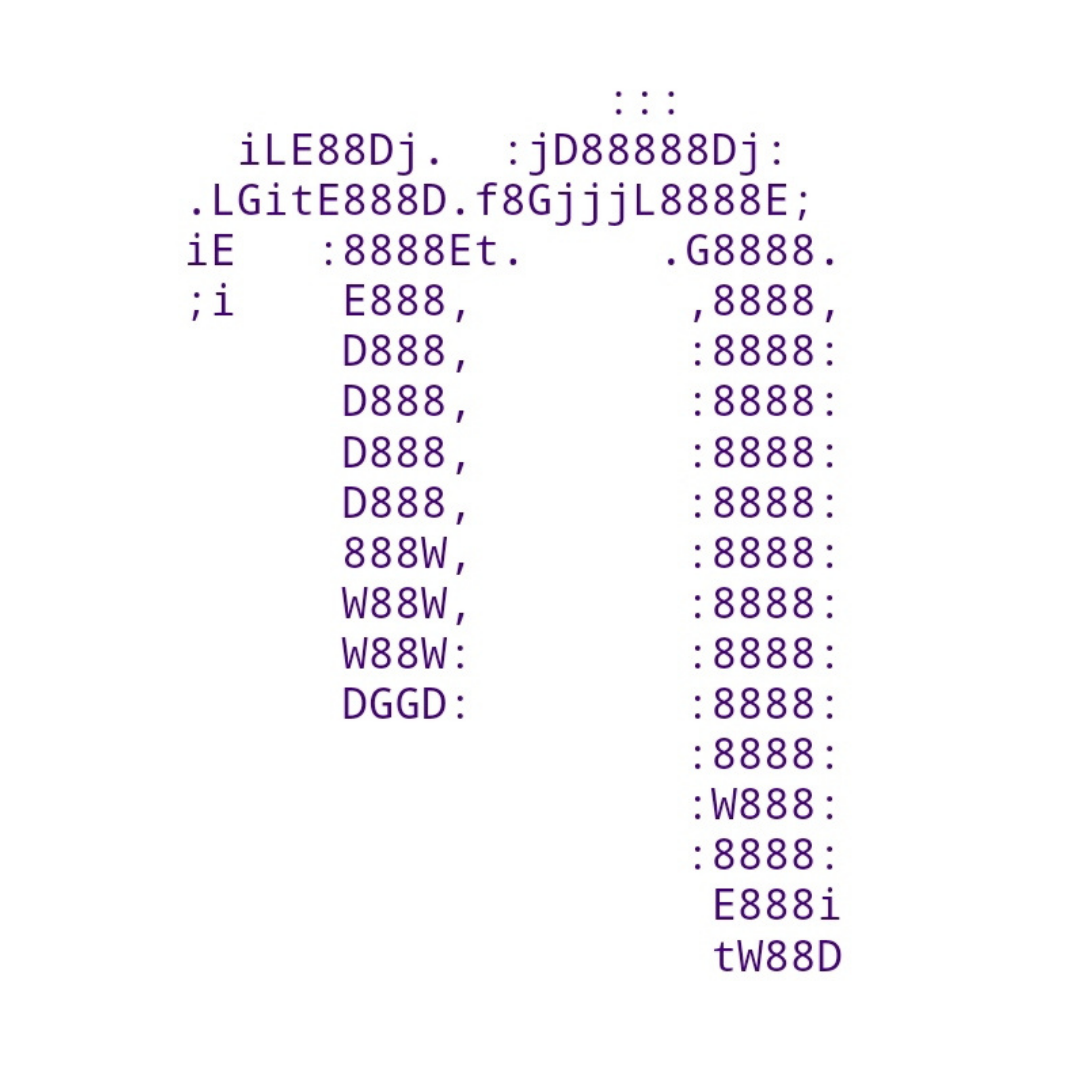 :::
  iLE88Dj.  :jD88888Dj:
.LGitE888D.f8GjjjL8888E;
iE   :8888Et.     .G8888.
;i    E888,        ,8888,
      D888,        :8888:
      D888,        :8888:
      D888,        :8888:
      D888,        :8888:
      888W,        :8888:
      W88W,        :8888:
      W88W:        :8888:
      DGGD:        :8888:
                   :8888:
                   :W888:
                   :8888:
                    E888i
                    tW88D